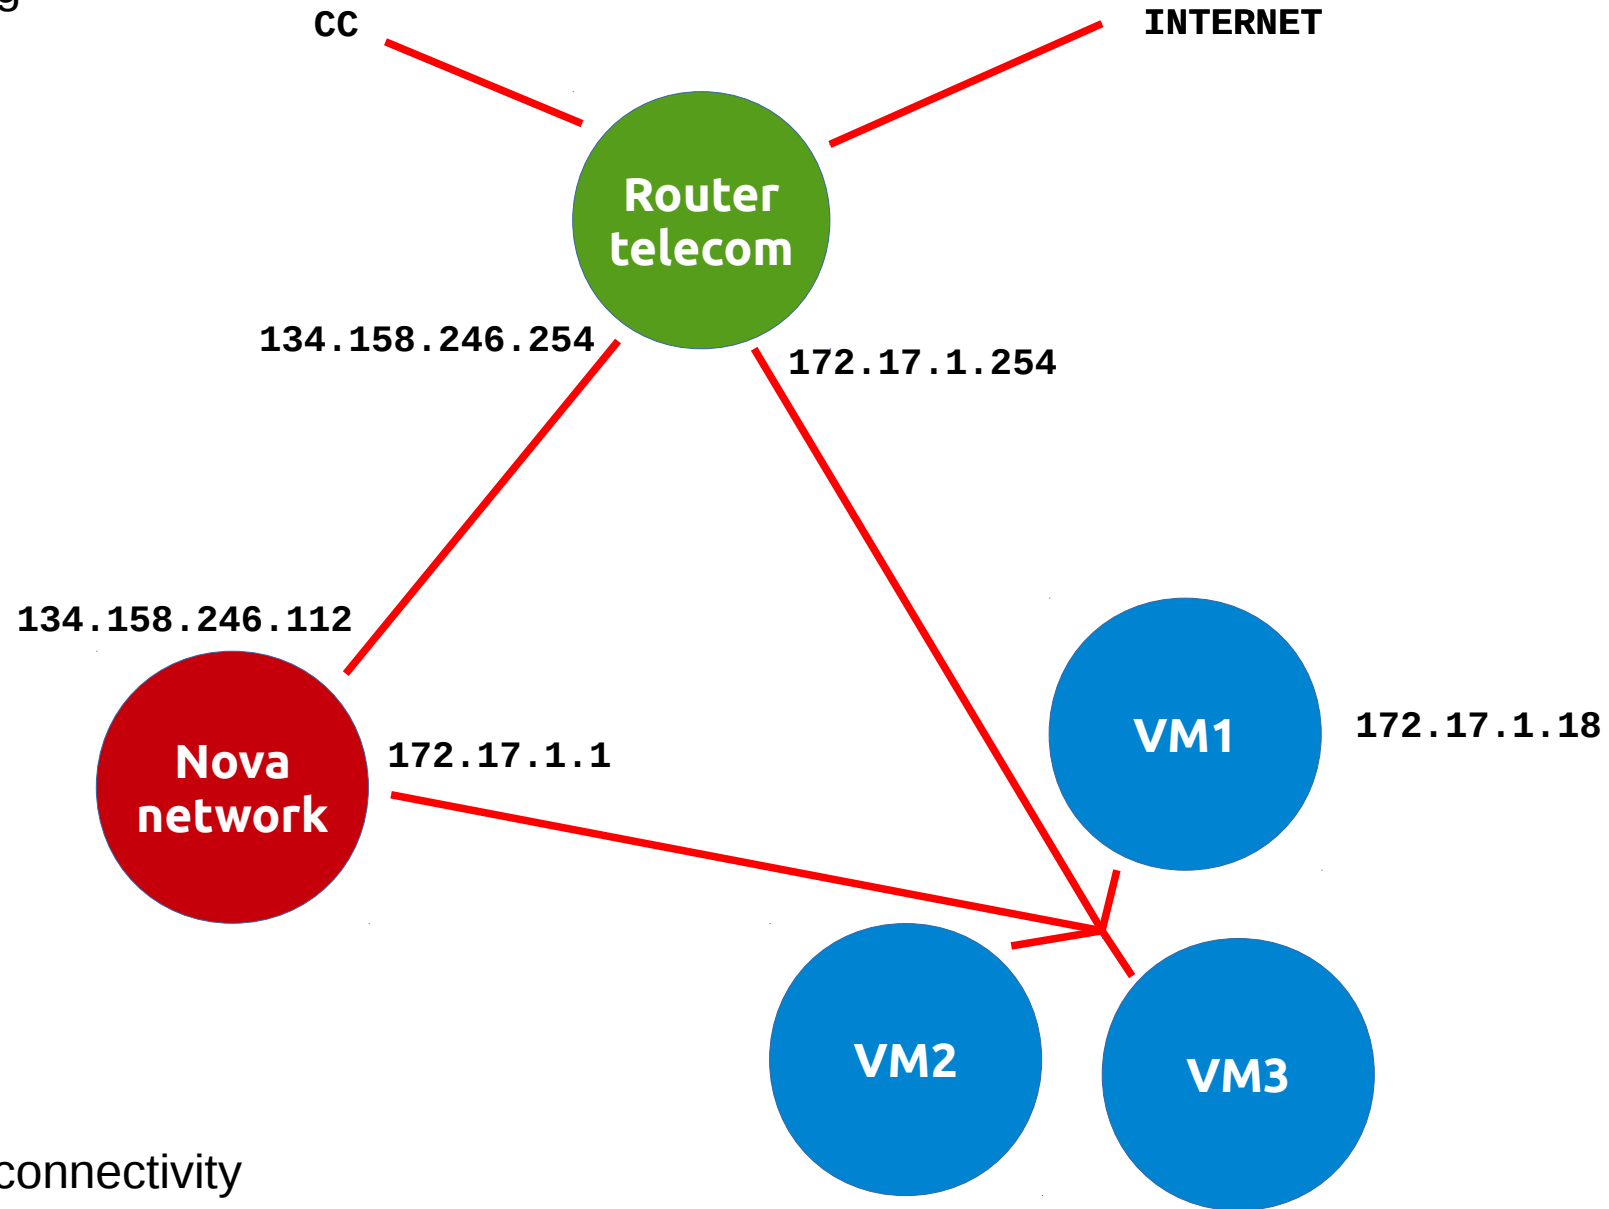 CC
INTERNET
Router
telecom
134.158.246.254
172.17.1.254
134.158.246.112
Nova
network
172.17.1.1
VM1
172.17.1.18
VM2
VM3
connectivity